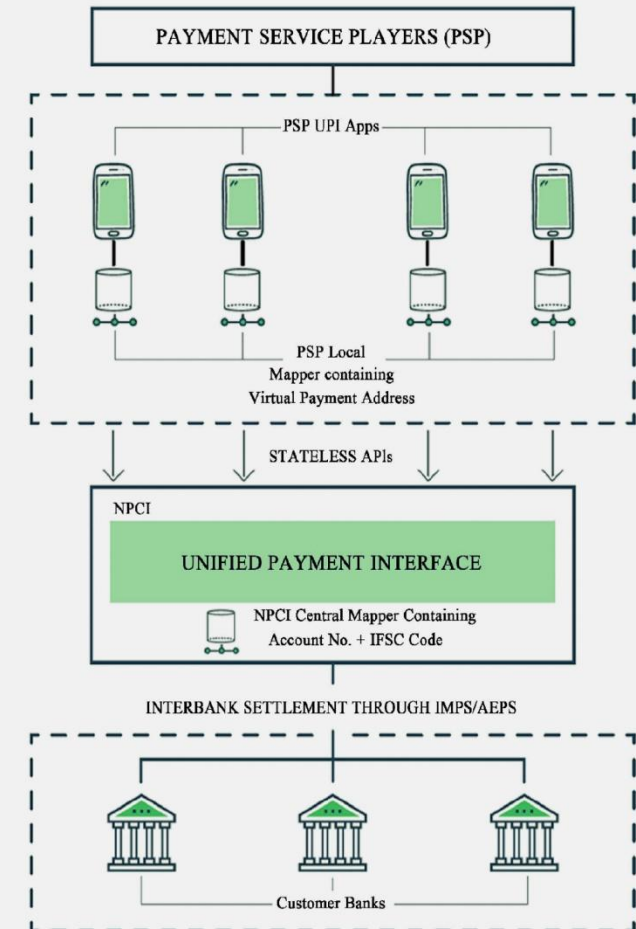 PAYMENT SERVICE PLAYERS (PSP)
PSP UPI Apps
PSP Local
Mapper containing
Virtual Payment Address
STATELESS APIs
NPCI
UNIFIED PAYMENT INTERFACE
NPCI Central Mapper Containing
Account No. + IFSC Code
INTERBANK SETTLEMENT THROUGH IMPS/AEPS
Customer Banks